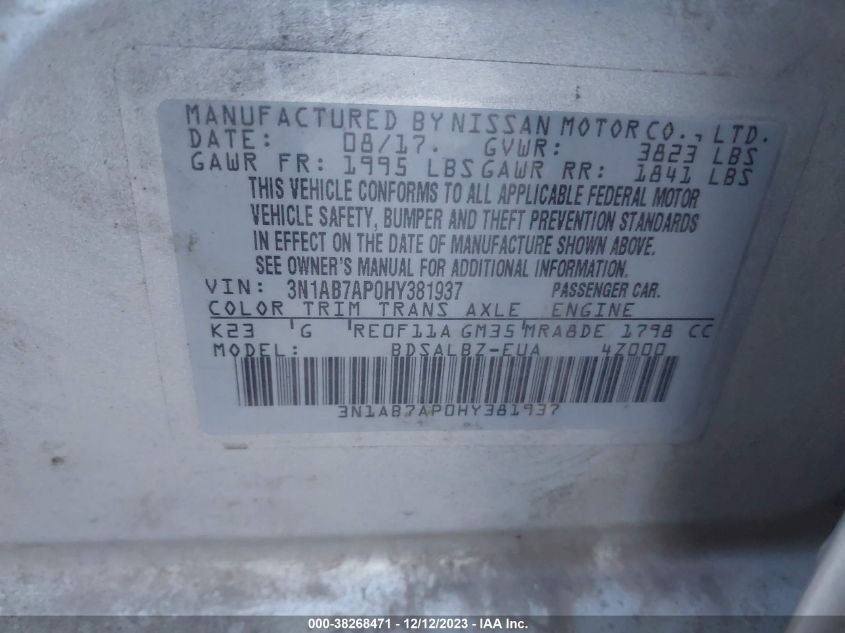 MANUFACTURED BY NISSAN MOTOR CO., LTD.
DATE: 08/17. GVWR: 3823 LBS
GAWR FR: 1995 LBS GAWR RR: 1841 LBS
THIS VEHICLE CONFORMS TO ALL APPLICABLE FEDERAL MOTOR
VEHICLE SAFETY, BUMPER AND THEFT PREVENTION STANDARDS
IN EFFECT ON THE DATE OF MANUFACTURE SHOWN ABOVE.
SEE OWNER'S MANUAL FOR ADDITIONAL INFORMATION.
VIN: 3N1AB7AP0HY381937 PASSENGER CAR.
COLOR TRIM TRANS AXLE ENGINE
K23 'G 'RE0F11A GM35'MRA8DE 1798 CC
MODEL: BDSALBZ-EUA 4Z000
3N1AB7AP0HY381937
000-38268471 - 12/12/2023 - IAA Inc.